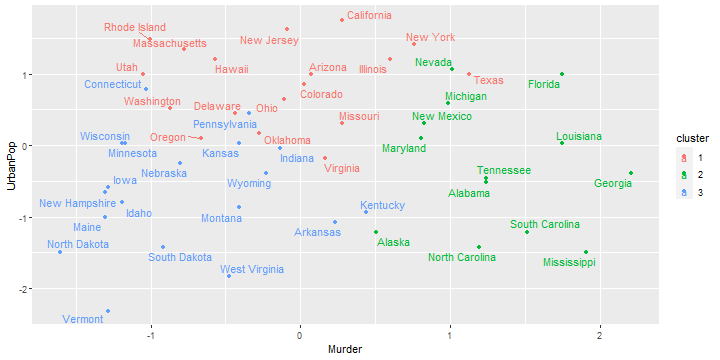 California
Rhode Island
New Jersey
New York
Massachusetts
Nevada
Utah
Hawaii
Arizona
Illinois
Texas
Florida
Connecticut
Colorado
Michigan
Washington
Delaware
Ohio
Missouri
New Mexico
Pennsylvania
Wisconsin
Oregon
Oklahoma
Maryland
Louisiana
Minnesota
Kansas
Indiana
Nebraska
Virginia
Tennessee
Iowa
Wyoming
Alabama
Georgia
New Hampshire
Idaho
Montana
Kentucky
Maine
Arkansas
South Carolina
North Dakota
Alaska
South Dakota
North Carolina
West Virginia
Mississippi
Vermont
1
0
-1
-2
UrbanPop
-1
0
1
2
Murder
cluster
a 1
a 2
a 3